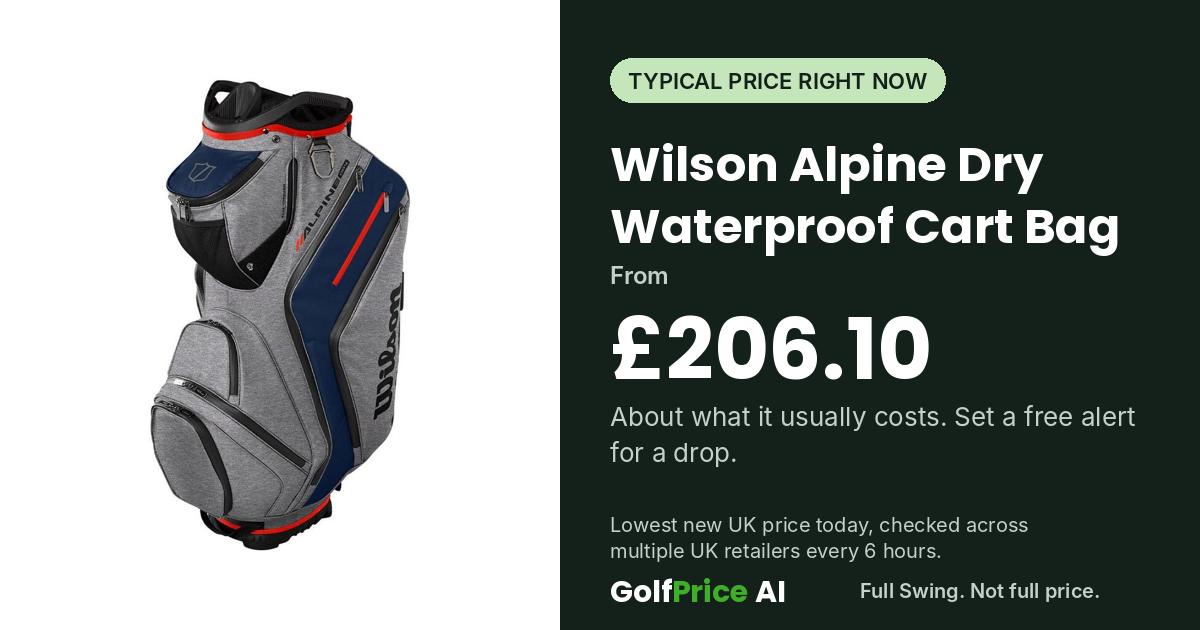 TYPICAL PRICE RIGHT NOW
Wilson Alpine Dry
Waterproof Cart Bag
From
£206.10
About what it usually costs. Set a free alert
for a drop.
Lowest new UK price today, checked across
multiple UK retailers every 6 hours.
GolfPrice AI
Full Swing. Not full price.
ALPINE
Wilson